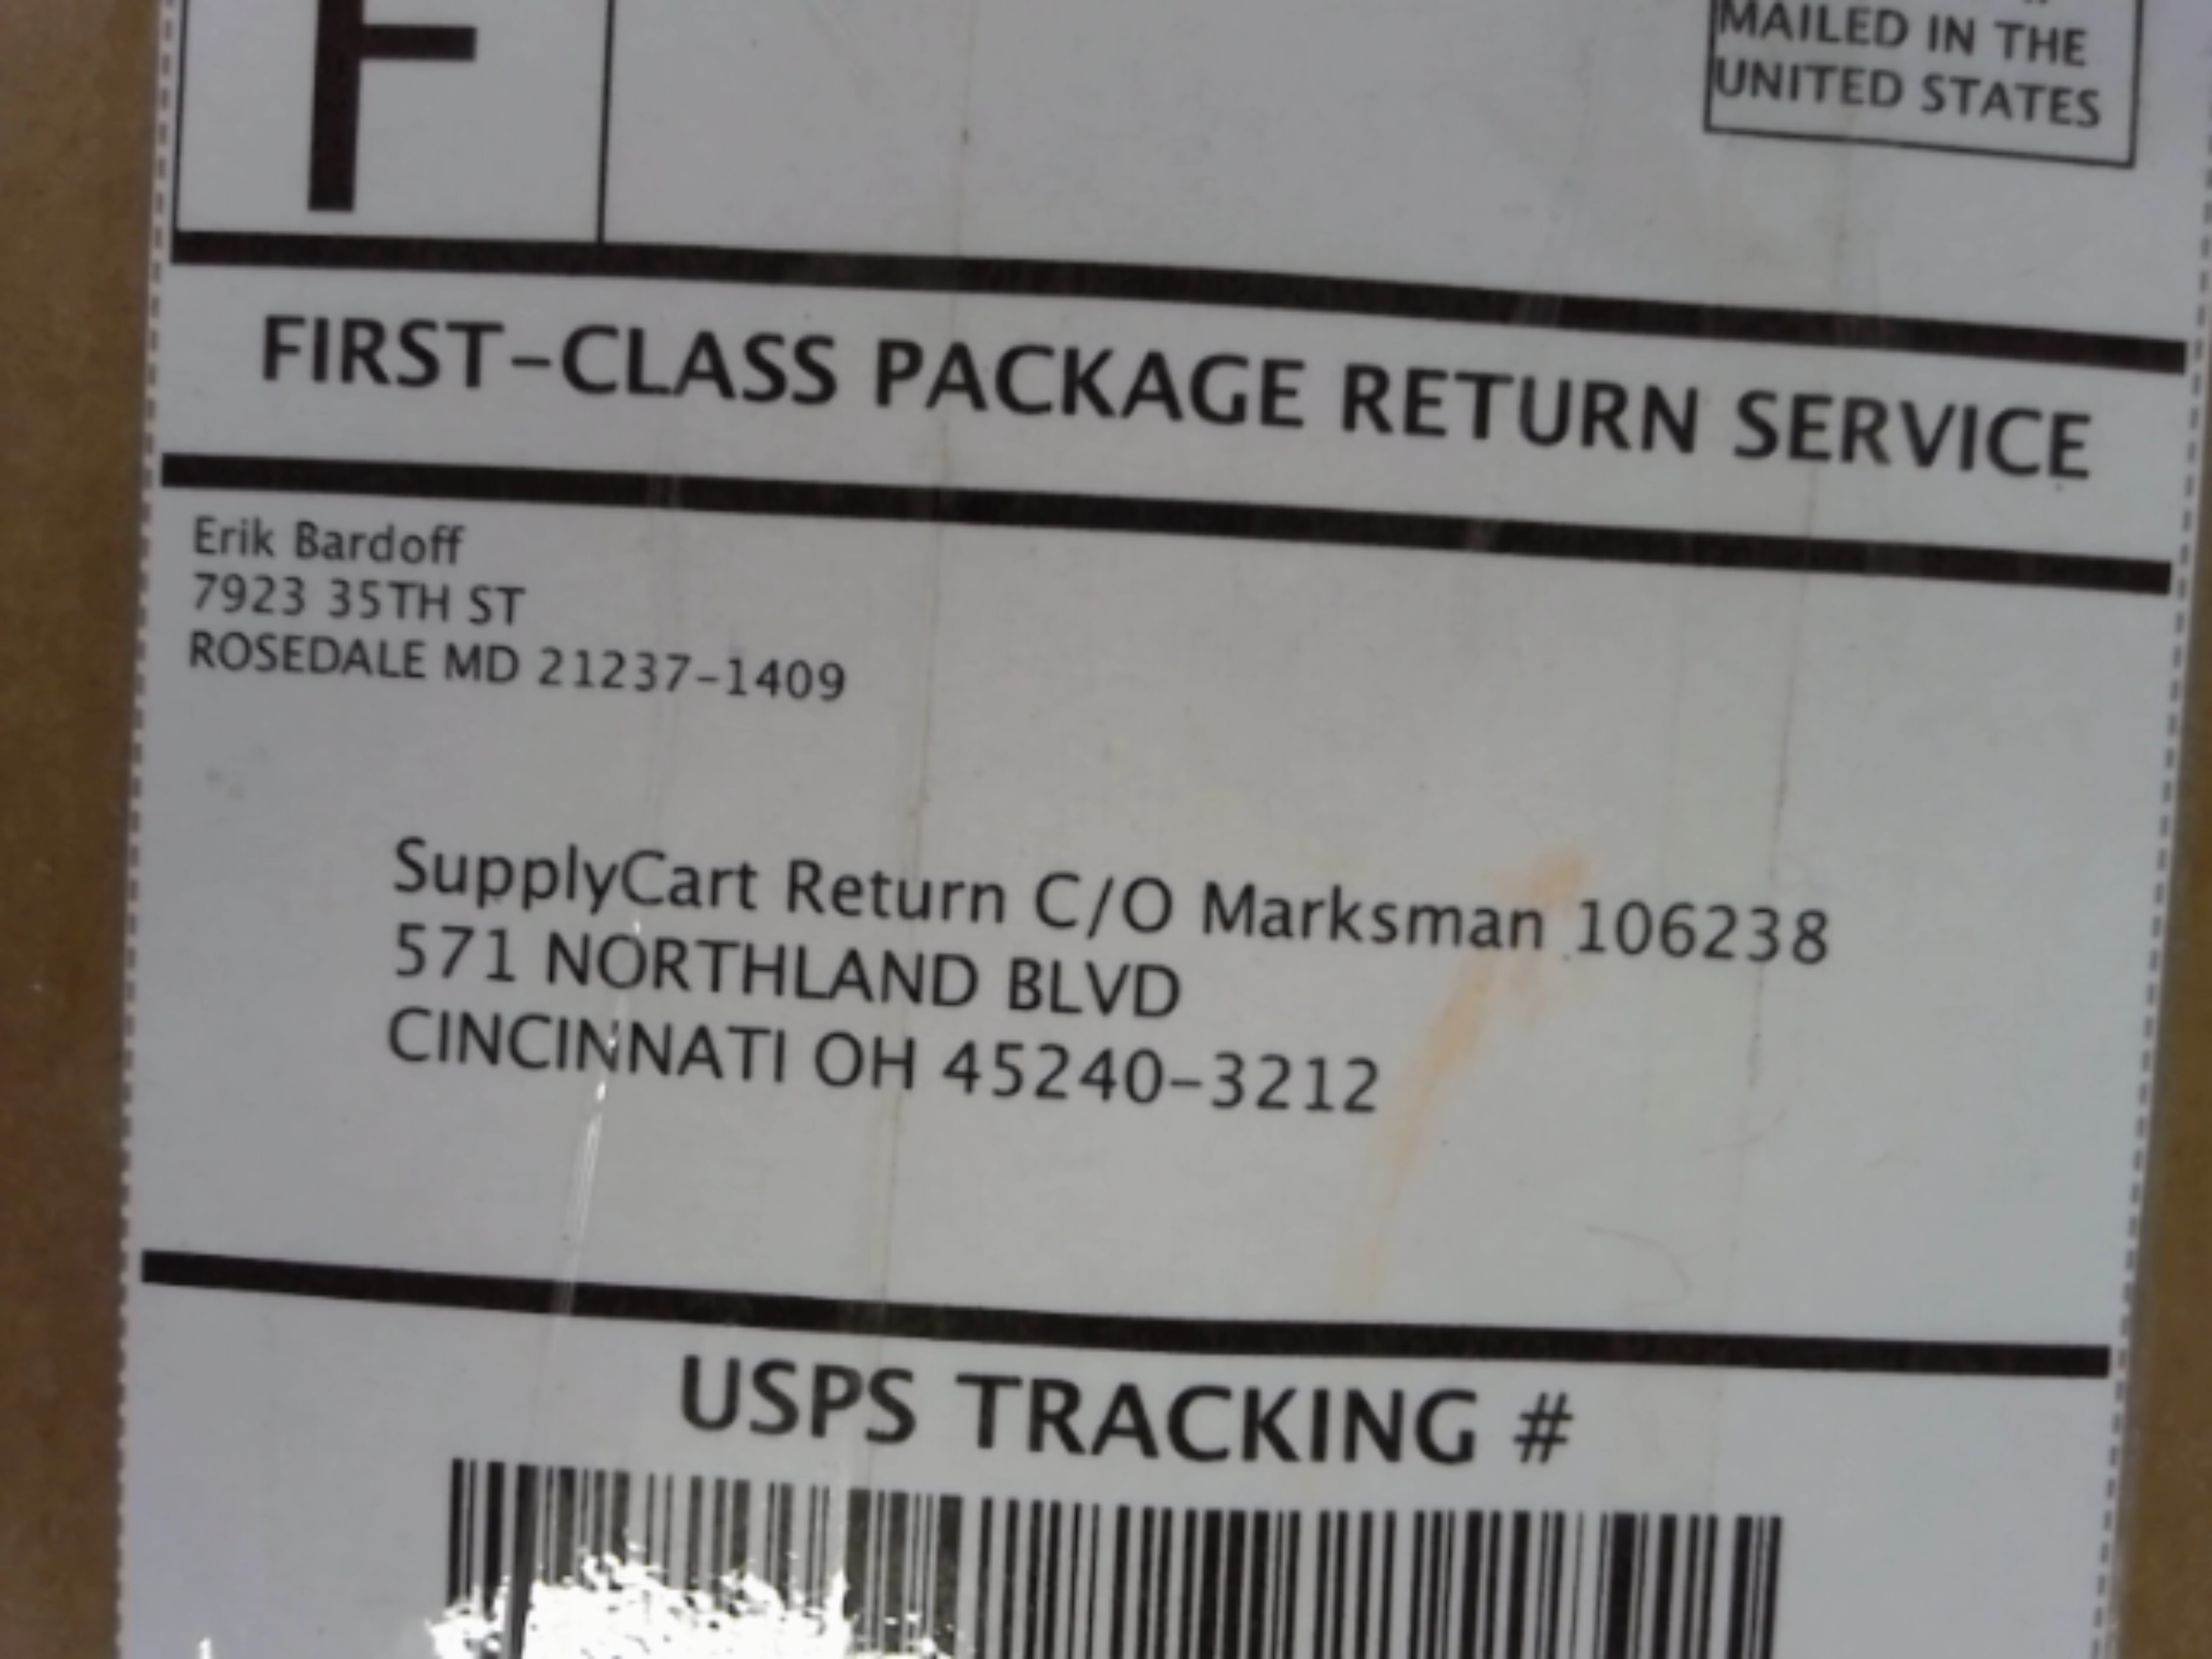 MAILED IN THE
UNITED STATES
F
FIRST-CLASS PACKAGE RETURN SERVICE
Erik Bardoff
7923 35TH ST
ROSEDALE MD 21237-1409
SupplyCart Return C/O Marksman 106238
571 NORTHLAND BLVD
CINCINNATI OH 45240-3212
USPS TRACKING #